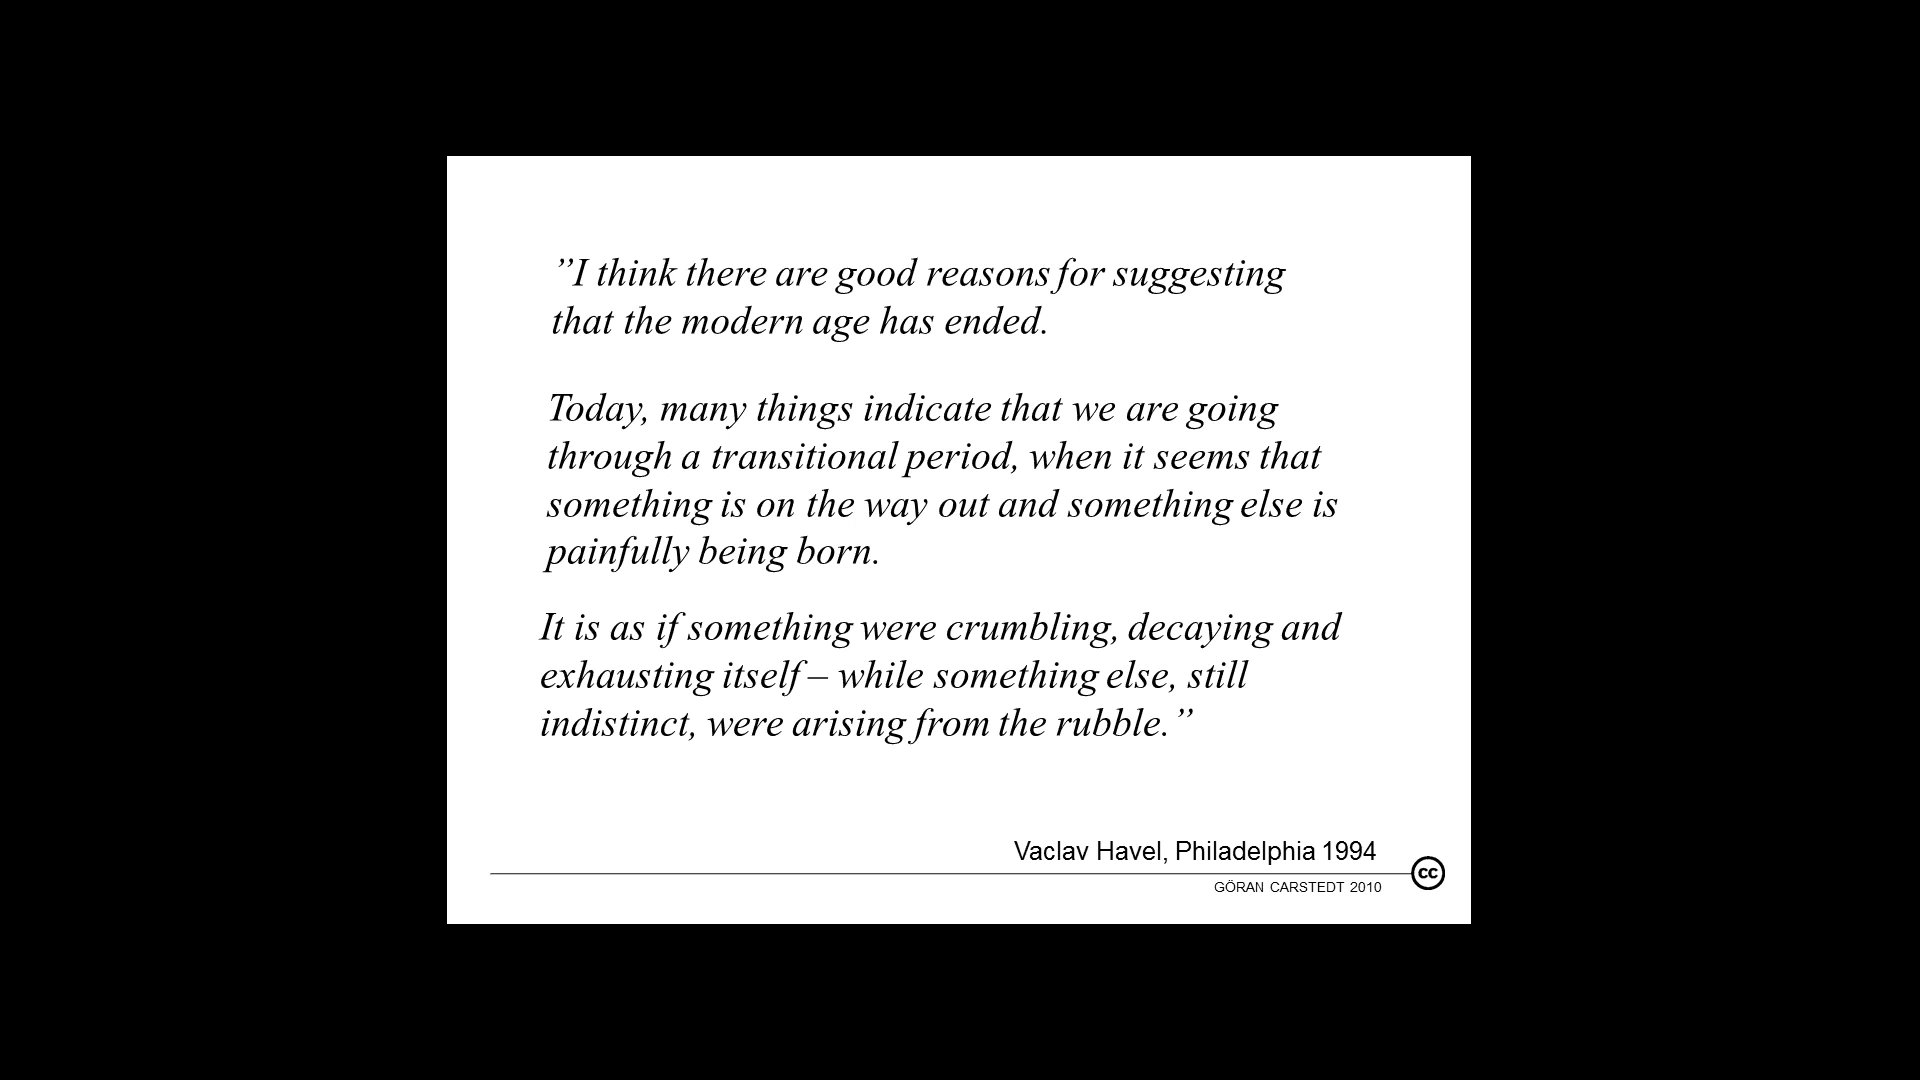 ”I think there are good reasons for suggesting
that the modern age has ended.
Today, many things indicate that we are going
through a transitional period, when it seems that
something is on the way out and something else is
painfully being born.
It is as if something were crumbling, decaying and
exhausting itself – while something else, still
indistinct, were arising from the rubble.”
Vaclav Havel, Philadelphia 1994
cc
GÖRAN CARSTEDT 2010